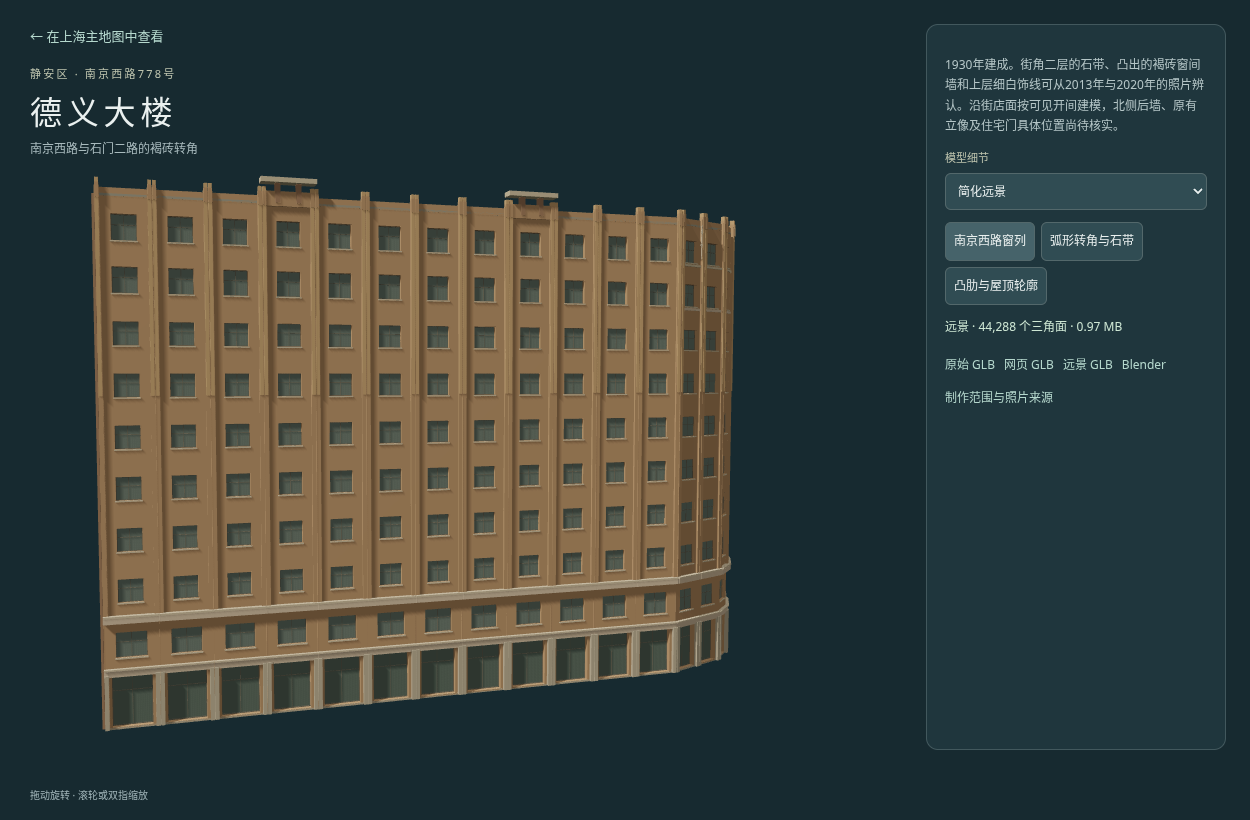 ← 在上海主地图中查看
静安区 · 南京西路778号
德义大楼
南京西路与石门二路的褐砖转角
1930年建成。街角二层的石带、凸出的褐砖窗间
墙和上层细白饰线可从2013年与2020年的照片辨
认。沿街店面按可见开间建模，北侧后墙、原有
立像及住宅门具体位置尚待核实。
模型细节
简化远景
南京西路窗列 弧形转角与石带
凸肋与屋顶轮廓
远景 · 44,288 个三角面 · 0.97 MB
原始 GLB 网页 GLB 远景 GLB Blender
制作范围与照片来源
拖动旋转 · 滚轮或双指缩放